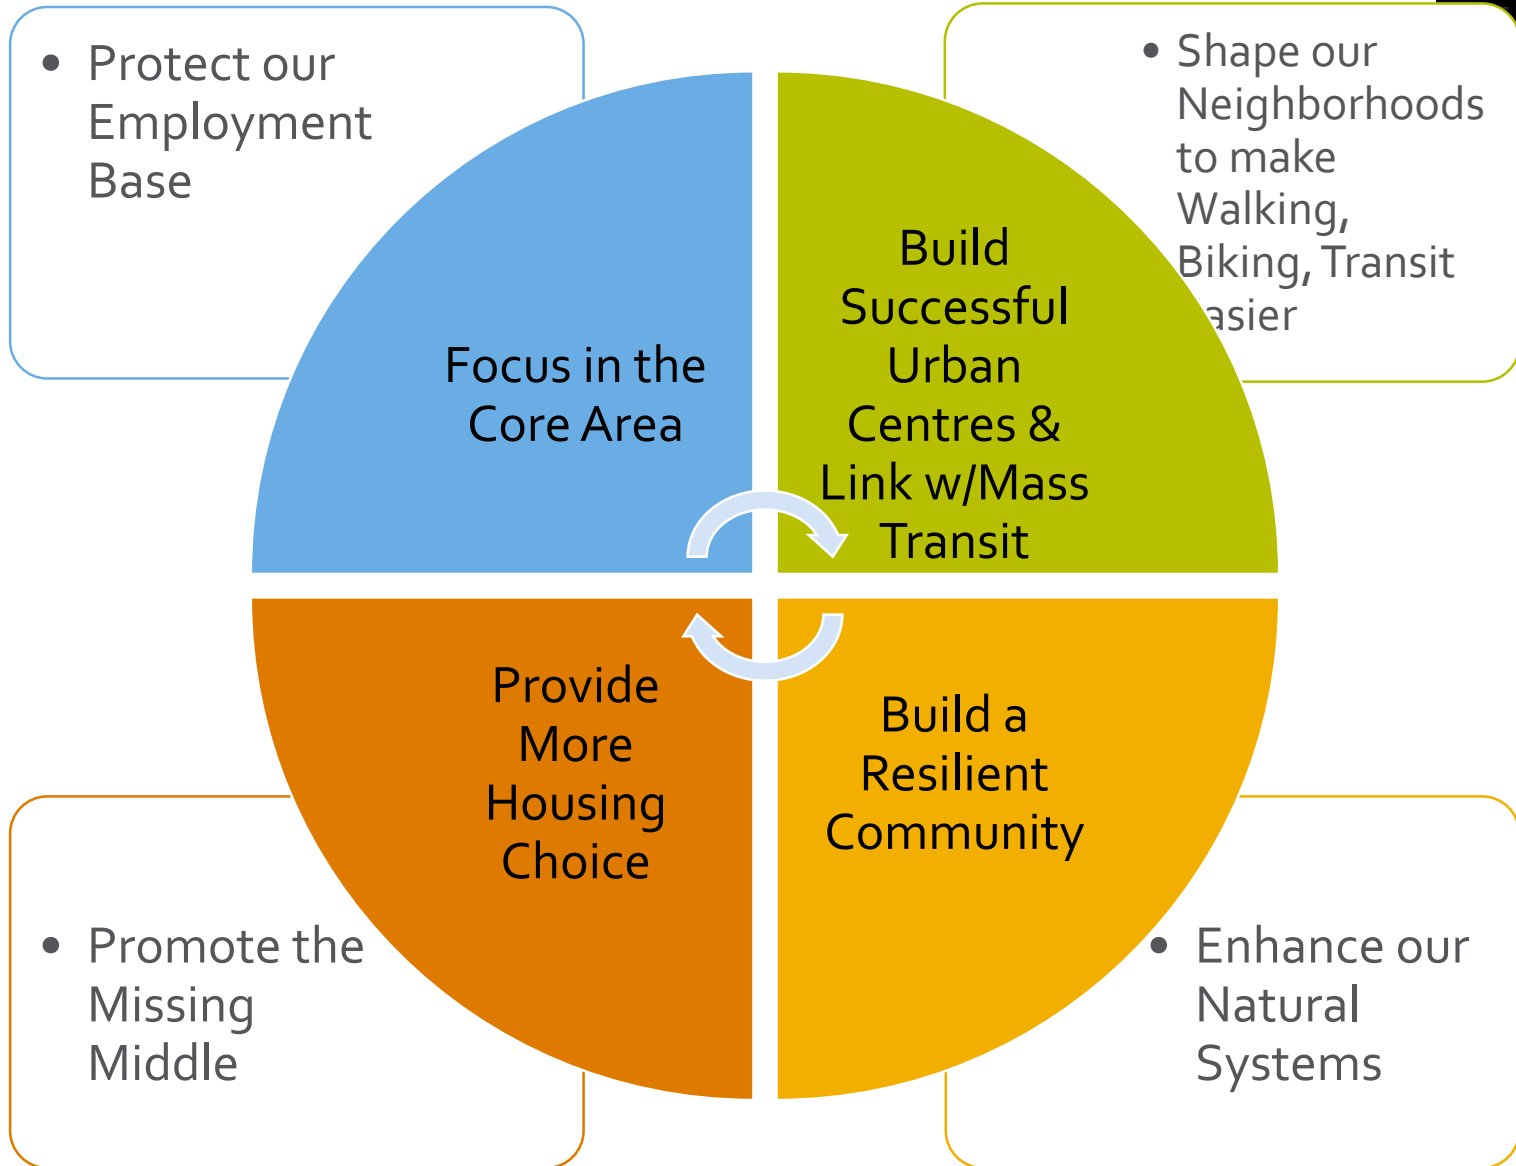 • Protect our
Employment
Base
• Shape our
Neighborhoods
to make
Walking,
Biking, Transit
asier
Focus in the
Core Area
Build
Successful
Urban
Centres &
Link w/Mass
Transit
Provide
More
Housing
Choice
Build a
Resilient
Community
• Promote the
Missing
Middle
• Enhance our
Natural
Systems